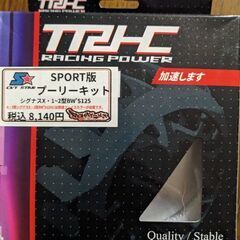 TTRHC
RACING POWER
加速します
SPORT版
プーリーキット
シグナスX・1~2型BW'S125
税込 8,140円
Quality / Stable